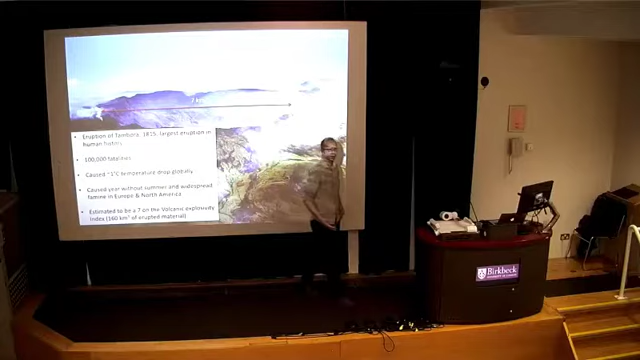 • Eruption of Tambora, 1815, largest eruption in
human history
• 100,000 fatalities
• Caused ~1°C temperature drop globally
• Caused year without summer and widespread
famine in Europe & North America
• Estimated to be a 7 on the Volcanic explosivity
index (160 km³ of erupted material)
Birkbeck